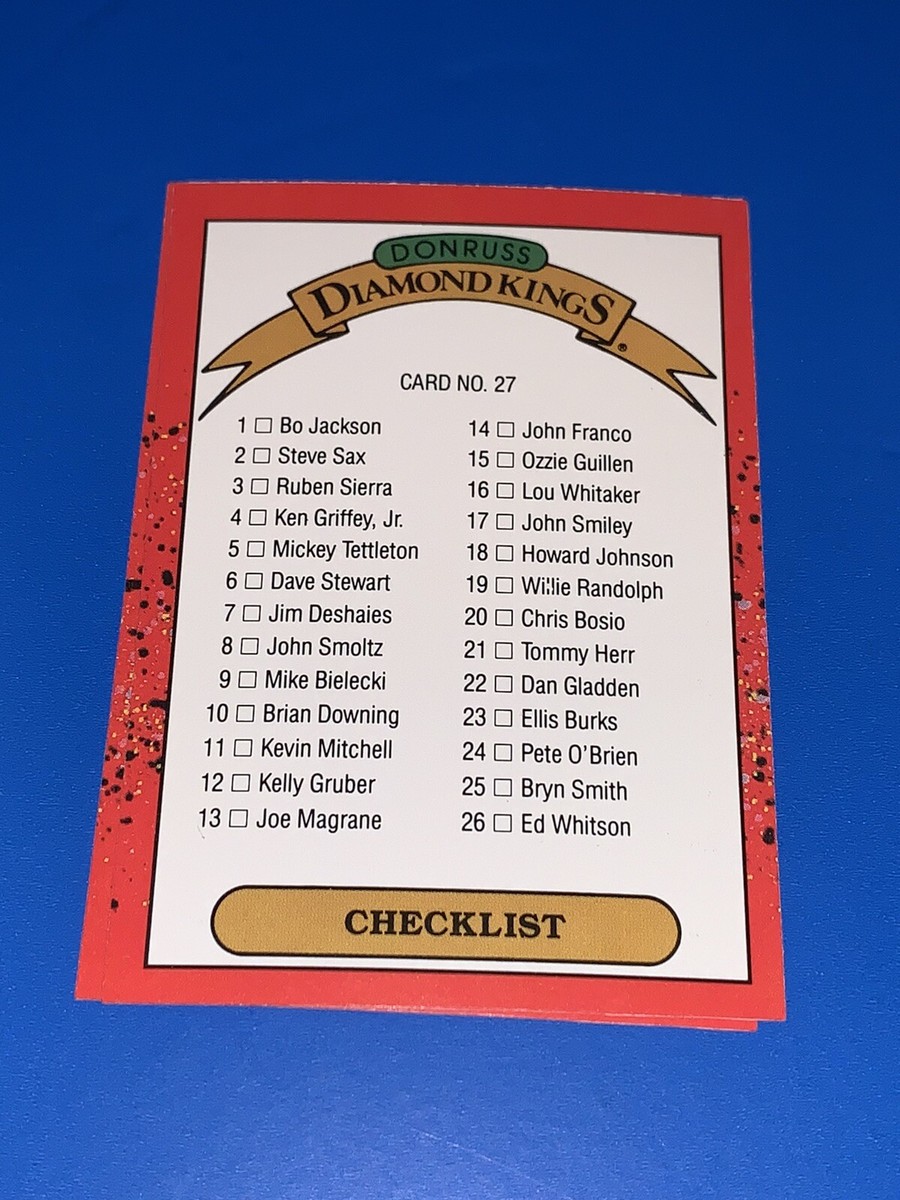 DONRUSS
DIAMOND KINGS®
CARD NO. 27
1 □ Bo Jackson
2 □ Steve Sax
3 □ Ruben Sierra
4 □ Ken Griffey, Jr.
5 □ Mickey Tettleton
6 □ Dave Stewart
7 □ Jim Deshaies
8 □ John Smoltz
9 □ Mike Bielecki
10 □ Brian Downing
11 □ Kevin Mitchell
12 □ Kelly Gruber
13 □ Joe Magrane
14 □ John Franco
15 □ Ozzie Guillen
16 □ Lou Whitaker
17 □ John Smiley
18 □ Howard Johnson
19 □ Willie Randolph
20 □ Chris Bosio
21 □ Tommy Herr
22 □ Dan Gladden
23 □ Ellis Burks
24 □ Pete O'Brien
25 □ Bryn Smith
26 □ Ed Whitson
CHECKLIST